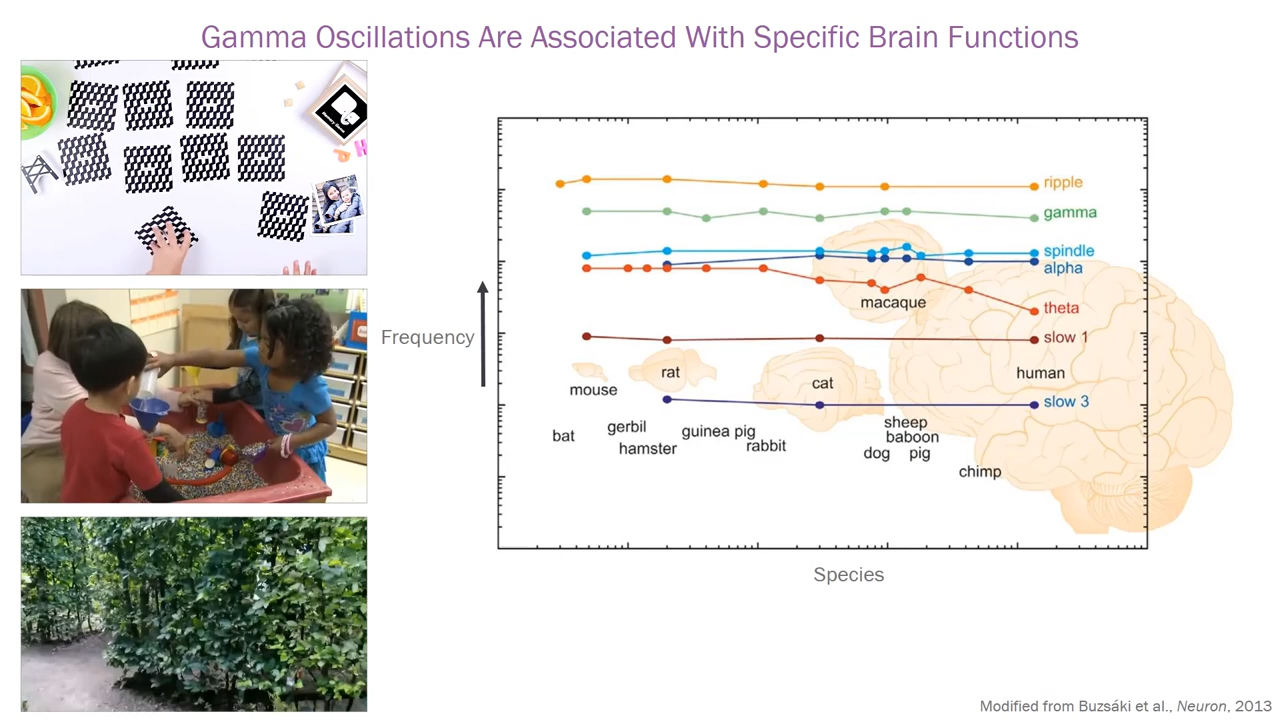 Gamma Oscillations Are Associated With Specific Brain Functions
Frequency
ripple
gamma
spindle
alpha
macaque
theta
slow 1
rat
human
mouse
cat
slow 3
bat
gerbil
hamster
guinea pig
rabbit
sheep
baboon
dog
pig
chimp
Species
Modified from Buzsáki et al., Neuron, 2013